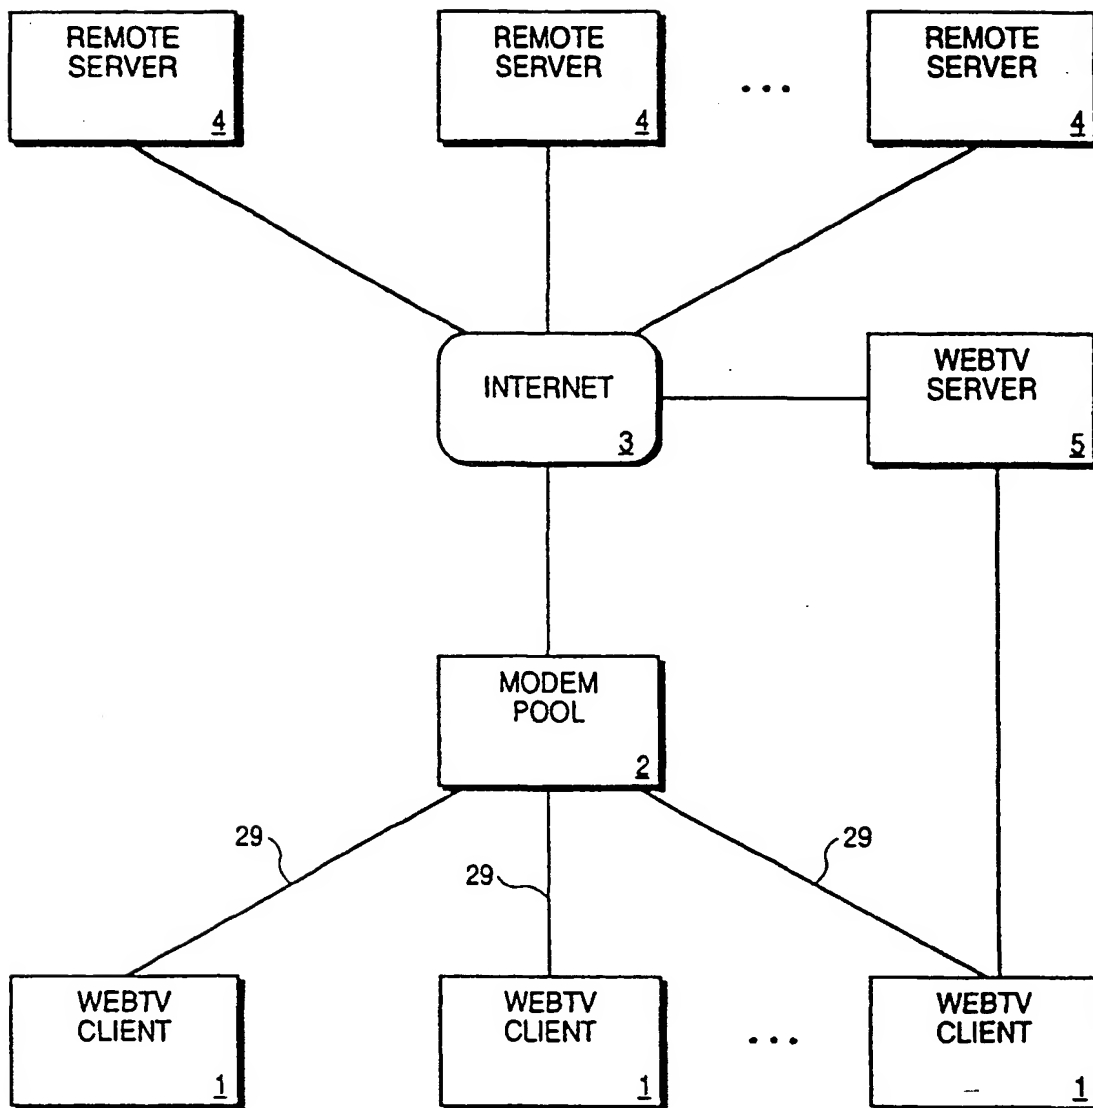 REMOTE
SERVER
4
REMOTE
SERVER
4
...
REMOTE
SERVER
4
INTERNET
3
WEBTV
SERVER
5
MODEM
POOL
2
29
29
29
WEBTV
CLIENT
1
WEBTV
CLIENT
1
...
WEBTV
CLIENT
1